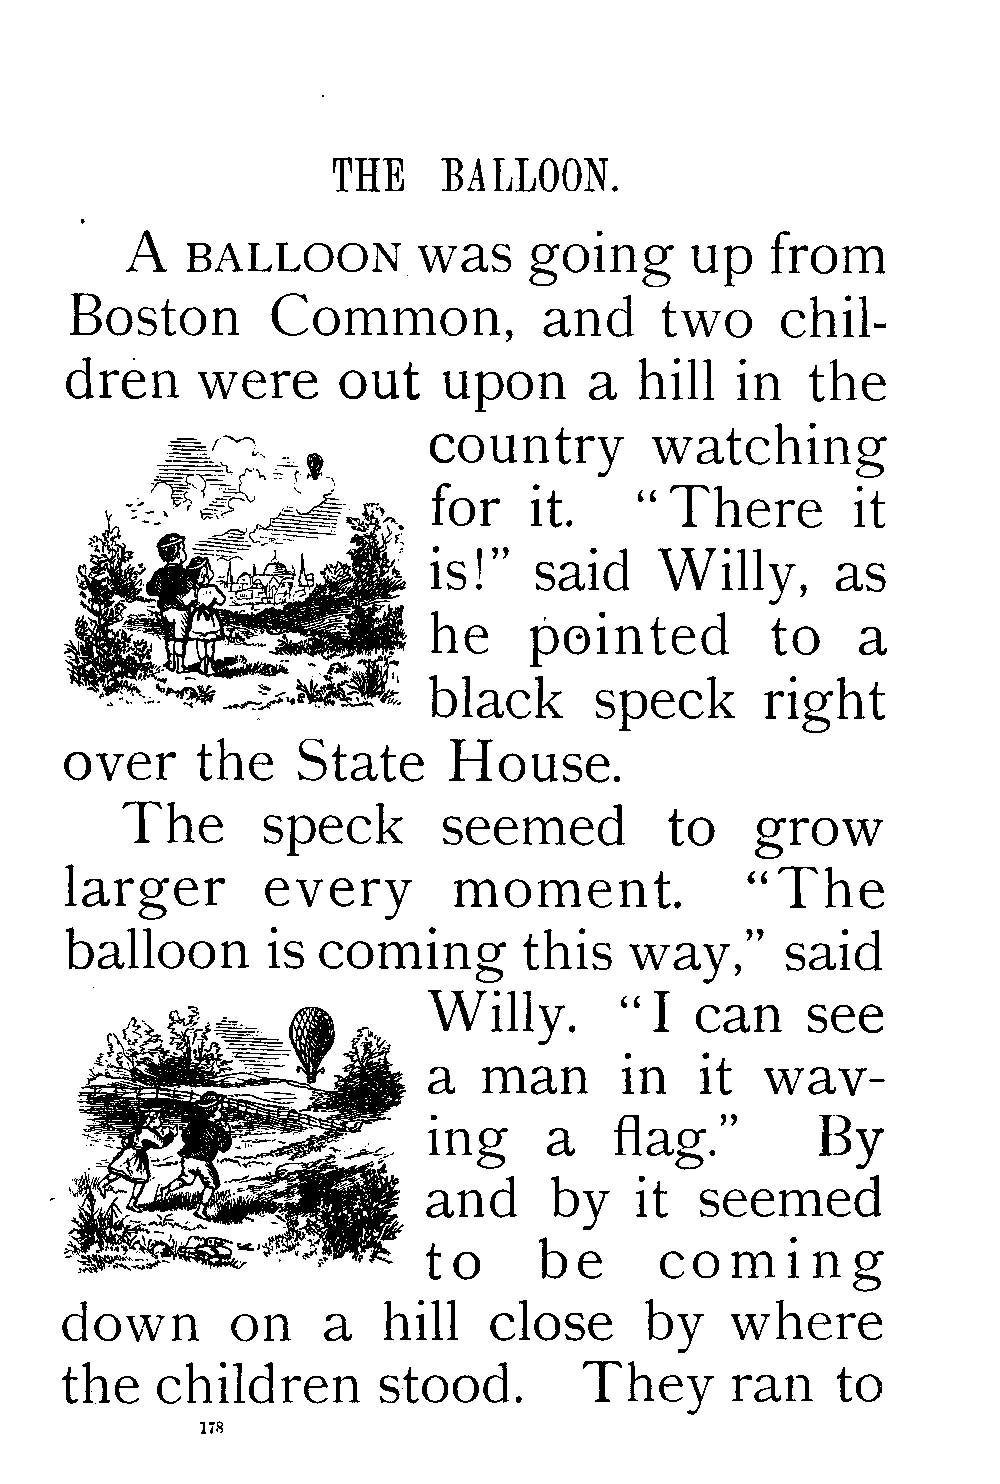 THE BALLOON.
A BALLOON was going up from
Boston Common, and two chil-
dren were out upon a hill in the
country watching
for it. "There it
is!" said Willy, as
he pointed to a
black speck right
over the State House.
The speck seemed to grow
larger every moment. "The
balloon is coming this way," said
Willy. "I can see
a man in it wav-
ing a flag." By
and by it seemed
to be coming
down on a hill close by where
the children stood. They ran to
178